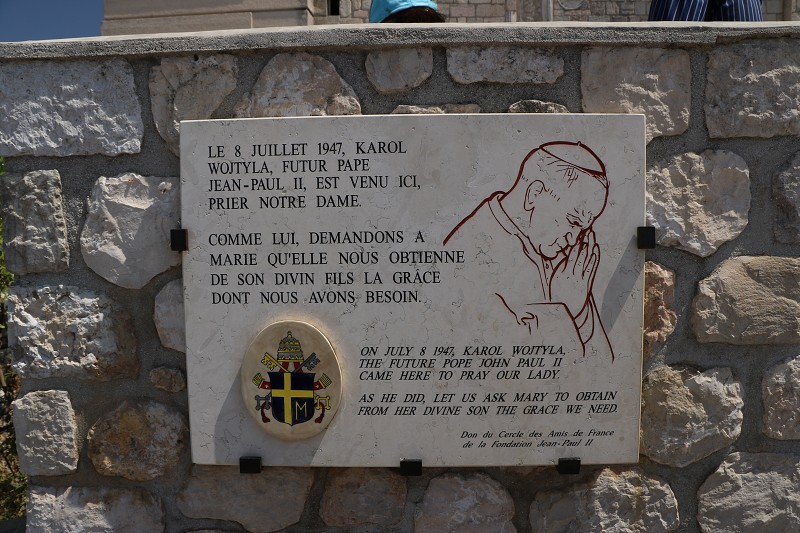 LE 8 JUILLET 1947, KAROL
WOJTYLA, FUTUR PAPE
JEAN-PAUL II, EST VENU ICI,
PRIER NOTRE DAME.
COMME LUI, DEMANDONS A
MARIE QU'ELLE NOUS OBTIENNE
DE SON DIVIN FILS LA GRÂCE
DONT NOUS AVONS BESOIN.
M
ON JULY 8 1947, KAROL WOJTYLA,
THE FUTURE POPE JOHN PAUL II
CAME HERE TO PRAY OUR LADY.
AS HE DID, LET US ASK MARY TO OBTAIN
FROM HER DIVINE SON THE GRACE WE NEED.
Don du Cercle des Amis de France
de la Fondation Jean-Paul II